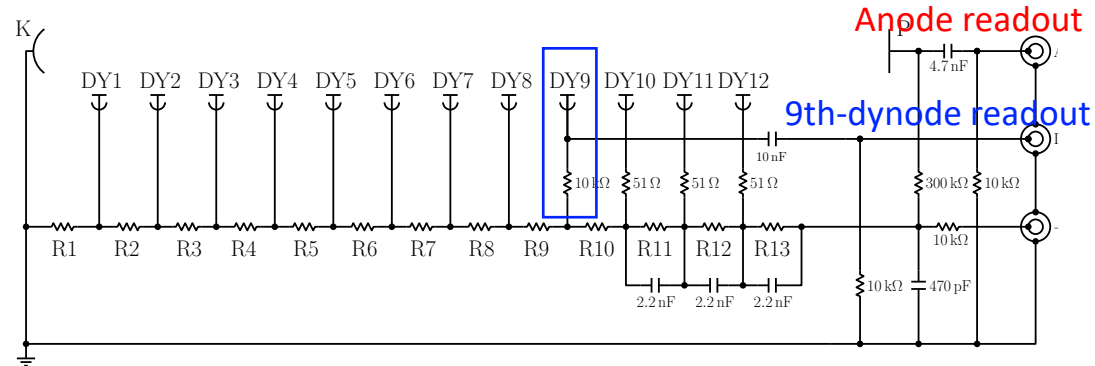 Anode readout
K
P
4.7 nF
DY1 DY2 DY3 DY4 DY5 DY6 DY7 DY8 DY9 DY10 DY11 DY12
9th-dynode readout
10 nF
10 kΩ 51 Ω 51 Ω 51 Ω 300 kΩ 10 kΩ
R1 R2 R3 R4 R5 R6 R7 R8 R9 R10 R11 R12 R13
10 kΩ
2.2 nF 2.2 nF 2.2 nF
10 kΩ 470 pF